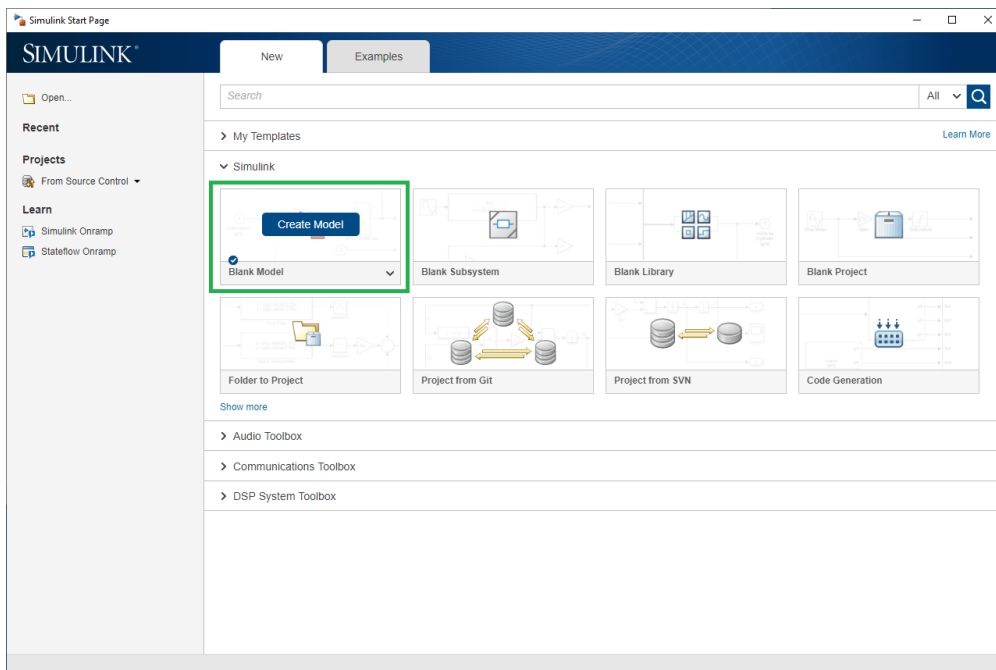 Simulink Start Page
SIMULINK®
New
Examples
Open...
Recent
Projects
From Source Control
Learn
Simulink Onramp
Stateflow Onramp
Search
All
My Templates
Learn More
Simulink
Create Model
Blank Model
Blank Subsystem
Blank Library
Blank Project
Folder to Project
Project from Git
Project from SVN
Code Generation
Show more
Audio Toolbox
Communications Toolbox
DSP System Toolbox